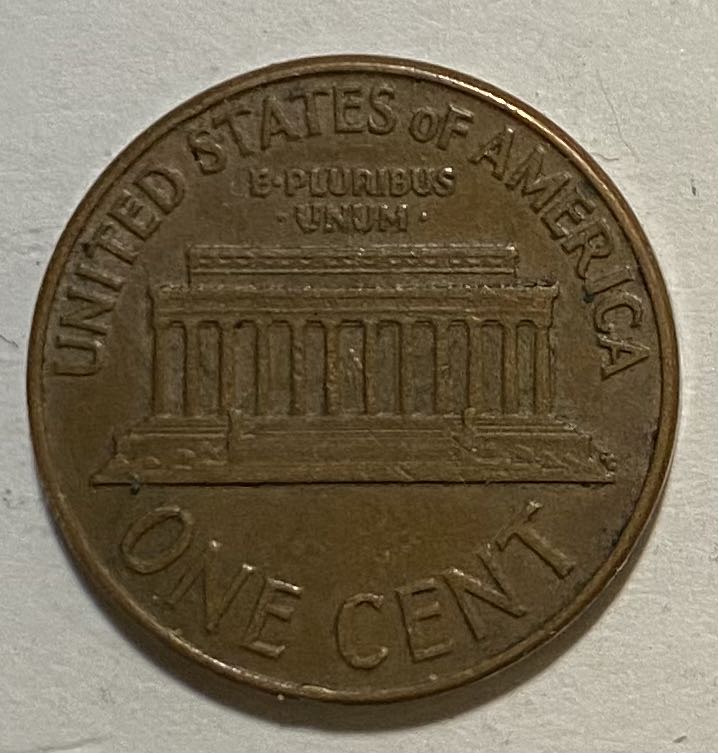 UNITED STATES oF AMERICA
E·PLURIBUS
·UNUM·
ONE CENT